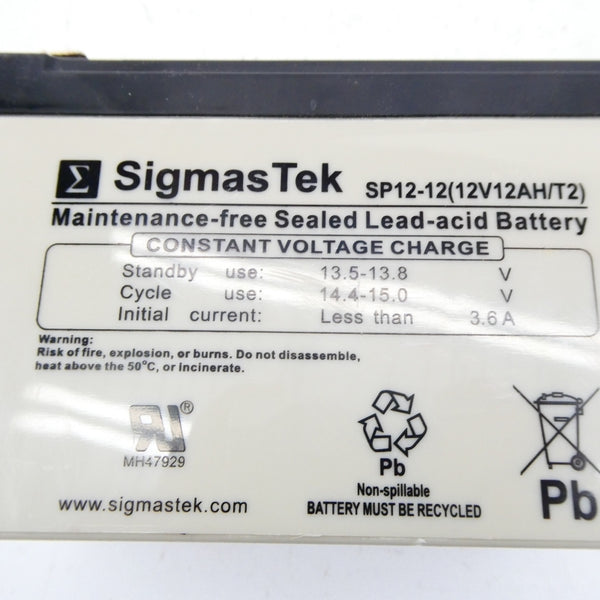 Σ SigmasTek SP12-12(12V12AH/T2)
Maintenance-free Sealed Lead-acid Battery
CONSTANT VOLTAGE CHARGE
Standby use: 13.5-13.8 V
Cycle use: 14.4-15.0 V
Initial current: Less than 3.6 A
Warning:
Risk of fire, explosion, or burns. Do not disassemble,
heat above the 50°C, or incinerate.
RU®
MH47929
Pb
Non-spillable
BATTERY MUST BE RECYCLED
Pb
www.sigmastek.com